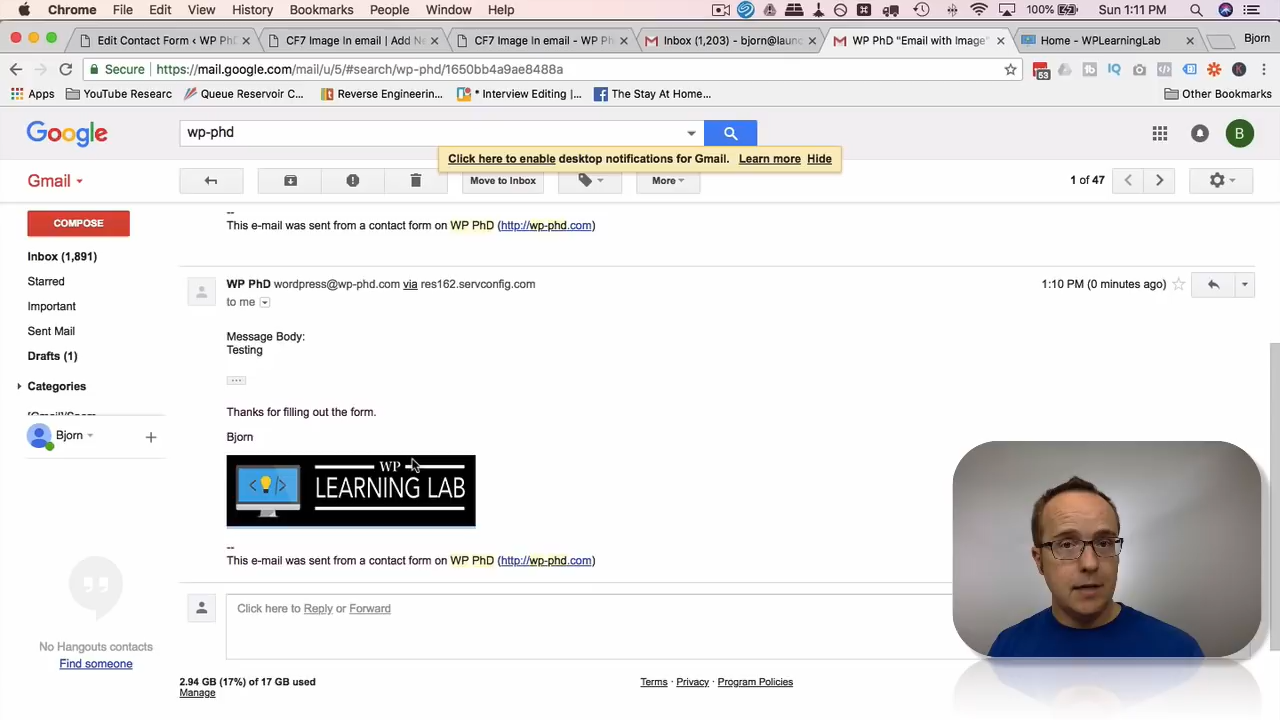 Chrome File Edit View History Bookmarks People Window Help 100% Sun 1:11 PM
Edit Contact Form ‹ WP PhD
CF7 Image In email | Add Ne
CF7 Image In email - WP Ph
Inbox (1,203) - bjorn@laun
WP PhD "Email with Image"
Home - WPLearningLab
Bjorn
Secure https://mail.google.com/mail/u/5/#search/wp-phd/1650bb4a9ae8488a
53
Apps YouTube Researc Queue Reservoir C... Reverse Engineerin... * Interview Editing |... The Stay At Home... Other Bookmarks
Google
wp-phd
B
Click here to enable desktop notifications for Gmail. Learn more Hide
Gmail
Move to Inbox
More
1 of 47
COMPOSE
Inbox (1,891)
Starred
Important
Sent Mail
Drafts (1)
Categories
[Gmail]/Spam
Bjorn
No Hangouts contacts
Find someone
--
This e-mail was sent from a contact form on WP PhD (http://wp-phd.com)
WP PhD wordpress@wp-phd.com via res162.servconfig.com
1:10 PM (0 minutes ago)
to me
Message Body:
Testing
...
Thanks for filling out the form.
Bjorn
</>
WP
LEARNING LAB
--
This e-mail was sent from a contact form on WP PhD (http://wp-phd.com)
Click here to Reply or Forward
2.94 GB (17%) of 17 GB used
Manage
Terms · Privacy · Program Policies